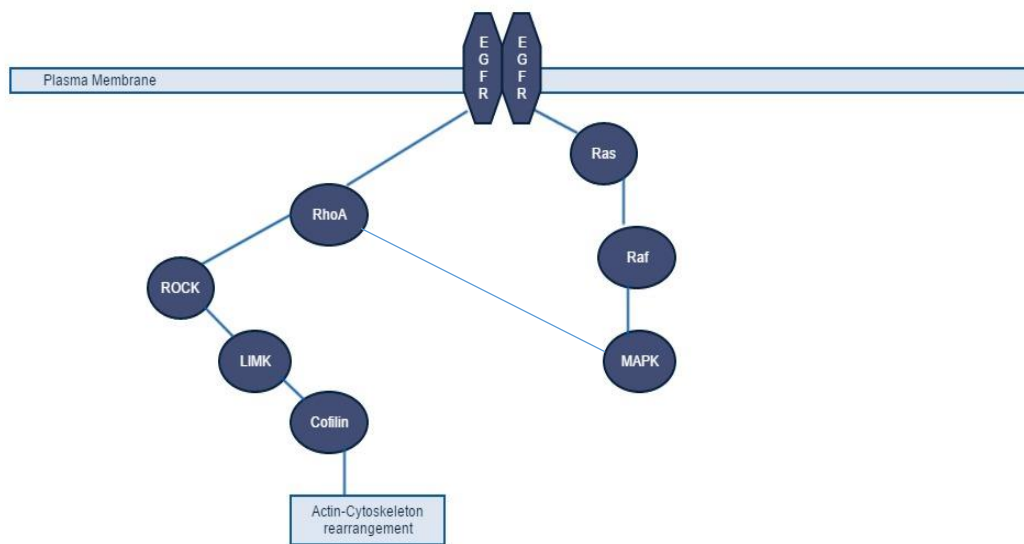 E
G
F
R
E
G
F
R
Plasma Membrane
Ras
RhoA
Raf
ROCK
LIMK
MAPK
Cofilin
Actin-Cytoskeleton
rearrangement